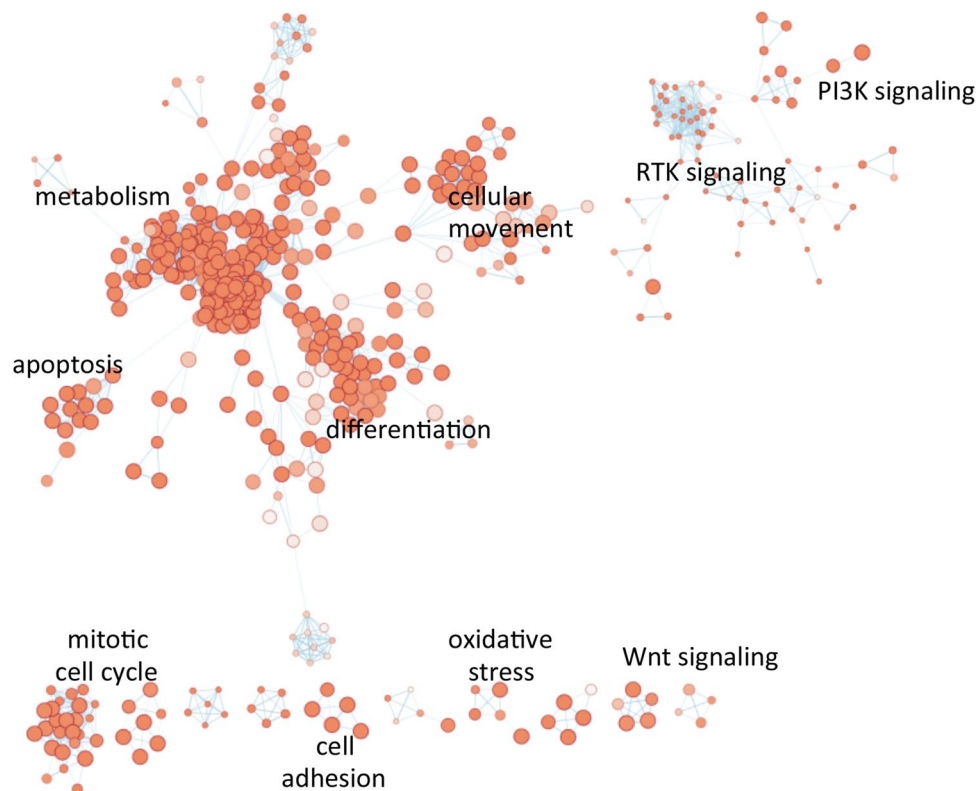 PI3K signaling
RTK signaling
metabolism
cellular
movement
apoptosis
differentiation
mitotic
cell cycle
oxidative
stress
Wnt signaling
cell
adhesion